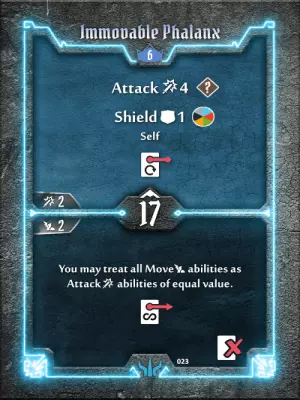 Immovable Phalanx
6
Attack 4 ?
Shield 1
Self
2
17
2
You may treat all Move abilities as
Attack abilities of equal value.
023